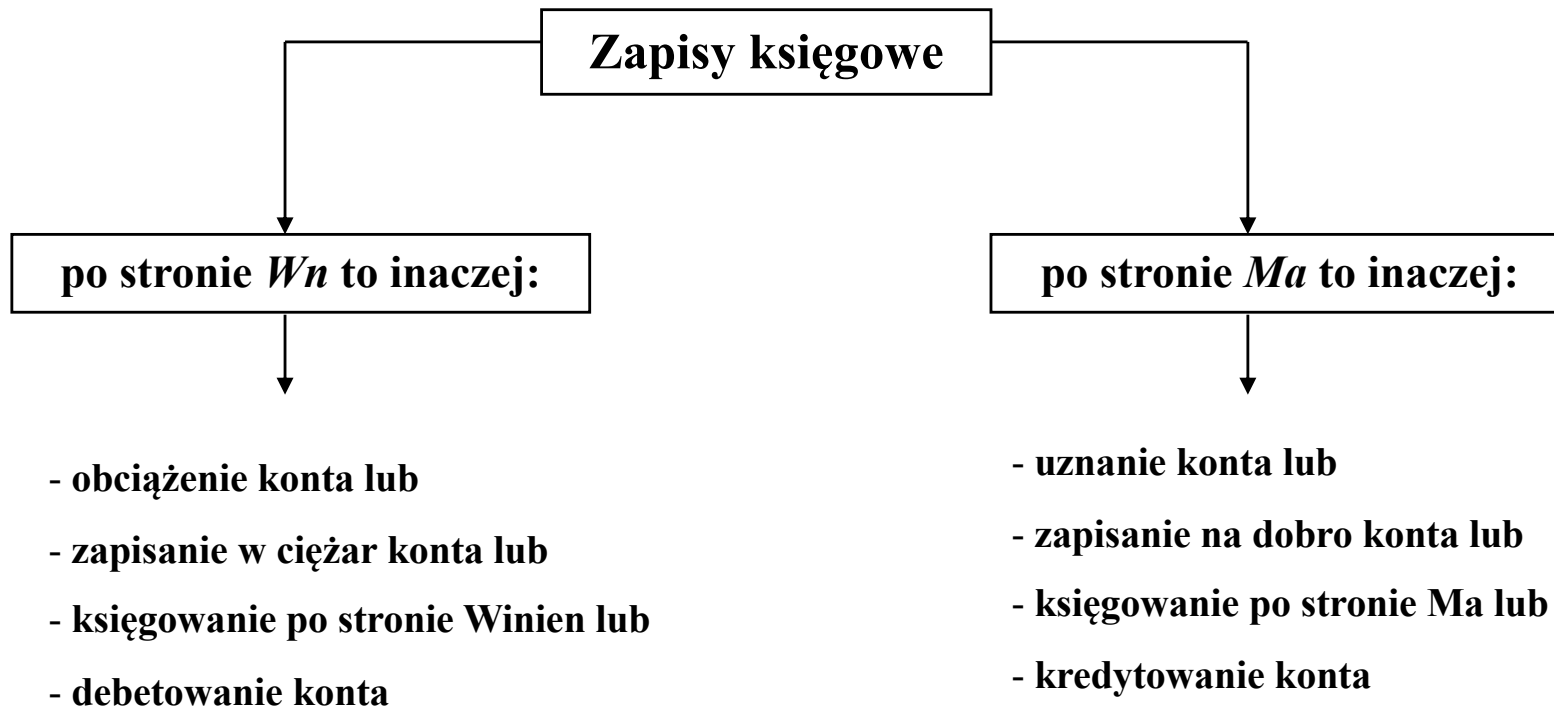 Zapisy księgowe
po stronie Wn to inaczej:
- obciążenie konta lub
- zapisanie w ciężar konta lub
- księgowanie po stronie Winien lub
- debetowanie konta
po stronie Ma to inaczej:
- uznanie konta lub
- zapisanie na dobro konta lub
- księgowanie po stronie Ma lub
- kredytowanie konta